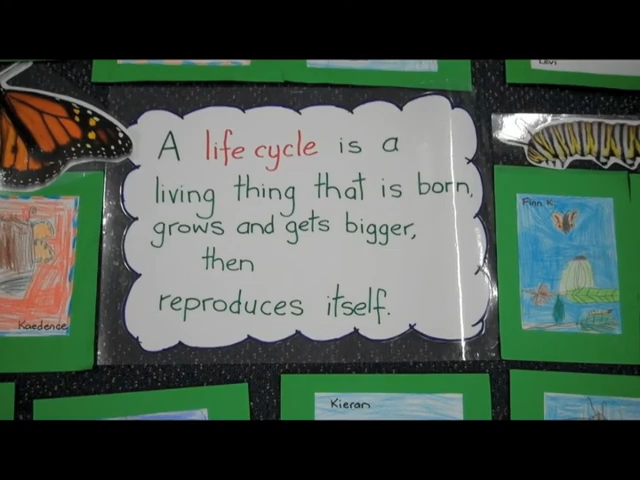 Levi
A life cycle is a
living thing that is born,
grows and gets bigger,
then
reproduces itself.
Finn K.
Kaedence
Kieran